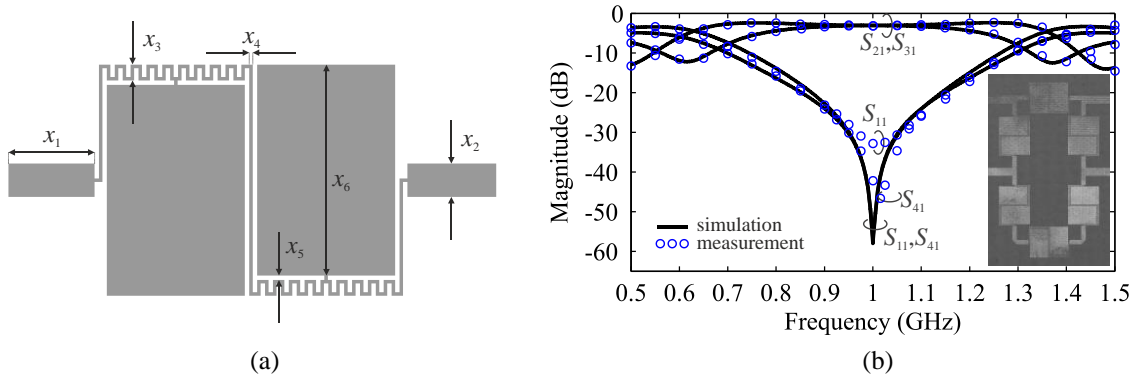 x3
x4
x1
x2
x6
x5
(a)
0
-10
-20
-30
-40
-50
-60
Magnitude (dB)
S21,S31
S11
S41
simulation
measurement
S11,S41
0.5 0.6 0.7 0.8 0.9 1 1.1 1.2 1.3 1.4 1.5
Frequency (GHz)
(b)